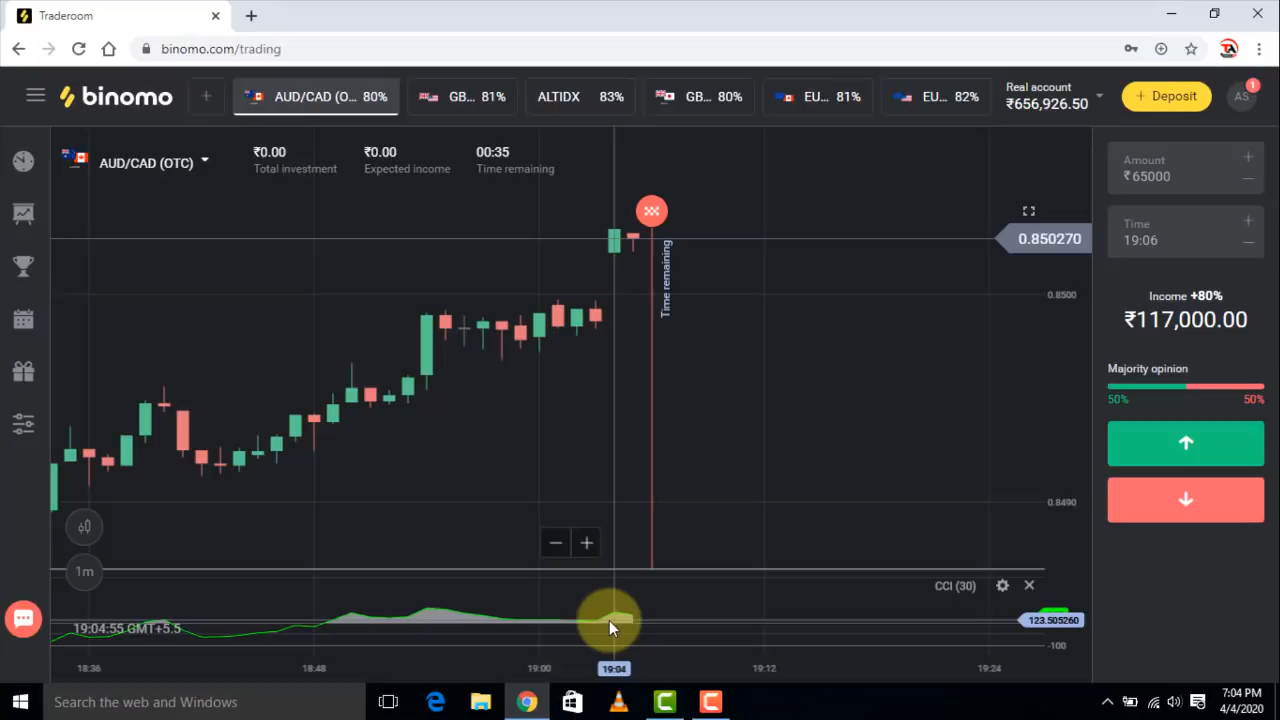 Traderoom
binomo.com/trading
binomo
AUD/CAD (O... 80%
GB... 81%
ALTIDX 83%
GB... 80%
EU... 81%
EU... 82%
Real account
₹656,926.50
Deposit
AS
1
AUD/CAD (OTC)
₹0.00
Total investment
₹0.00
Expected income
00:35
Time remaining
Amount
₹65000
Time
19:06
Income +80%
₹117,000.00
Majority opinion
50%
50%
Time remaining
0.850270
0.8500
0.8490
1m
CCI (30)
19:04:55 GMT+5.5
123.505260
-100
18:36
18:48
19:00
19:04
19:12
19:24
Search the web and Windows
7:04 PM
4/4/2020